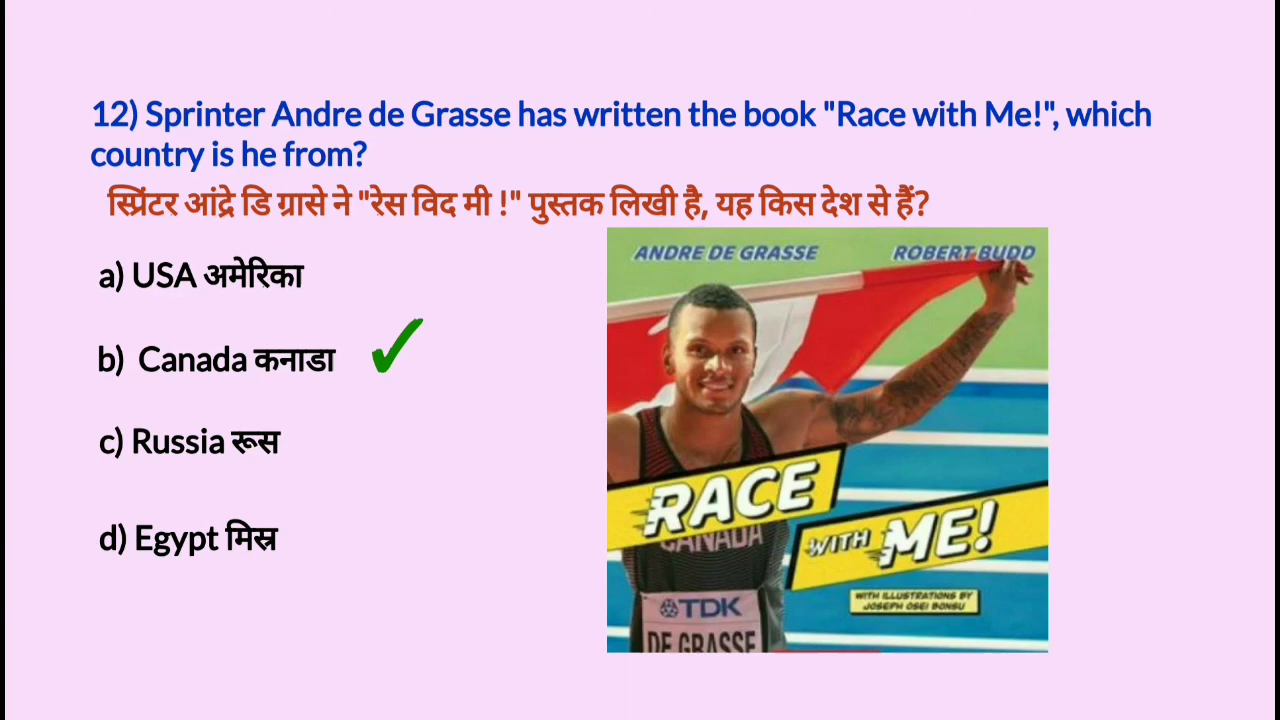 12) Sprinter Andre de Grasse has written the book "Race with Me!", which
country is he from?
स्प्रिंटर आंद्रे डि ग्रासे ने "रेस विद मी !" पुस्तक लिखी है, यह किस देश से हैं?
a) USA अमेरिका
b) Canada कनाडा
c) Russia रूस
d) Egypt मिस्र
ANDRE DE GRASSE
ROBERT BUDD
RACE
WITH ME!
CANADA
WITH ILLUSTRATIONS BY
JOSEPH OSEI BONSU
TDK
DE GRASSE